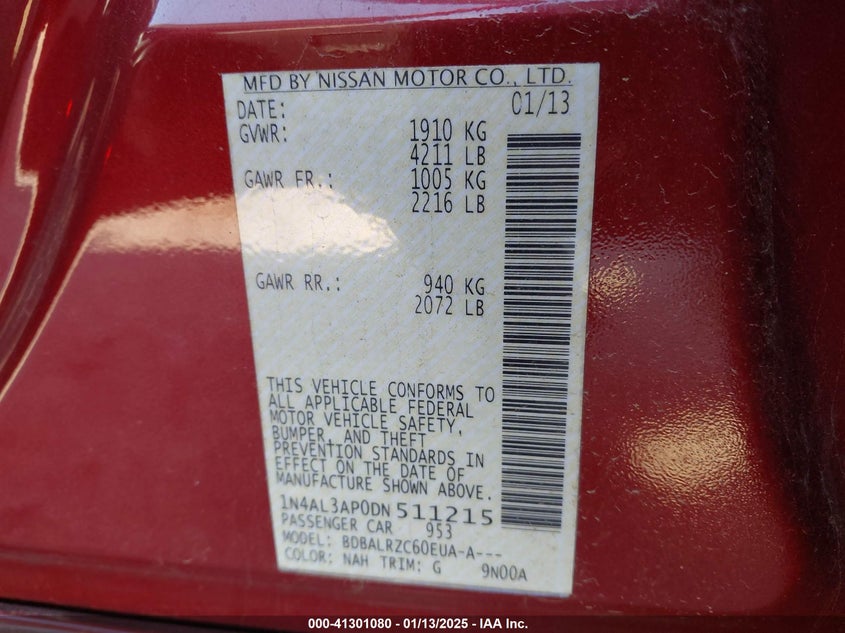 MFD BY NISSAN MOTOR CO., LTD.
DATE: 01/13
GVWR: 1910 KG
4211 LB
GAWR FR.: 1005 KG
2216 LB
GAWR RR.: 940 KG
2072 LB
THIS VEHICLE CONFORMS TO
ALL APPLICABLE FEDERAL
MOTOR VEHICLE SAFETY,
BUMPER, AND THEFT
PREVENTION STANDARDS IN
EFFECT ON THE DATE OF
MANUFACTURE SHOWN ABOVE.
1N4AL3AP0DN 511215
PASSENGER CAR 953
MODEL: BDBALRZC60EUA-A---
COLOR: NAH TRIM: G 9N00A
000-41301080 - 01/13/2025 - IAA Inc.